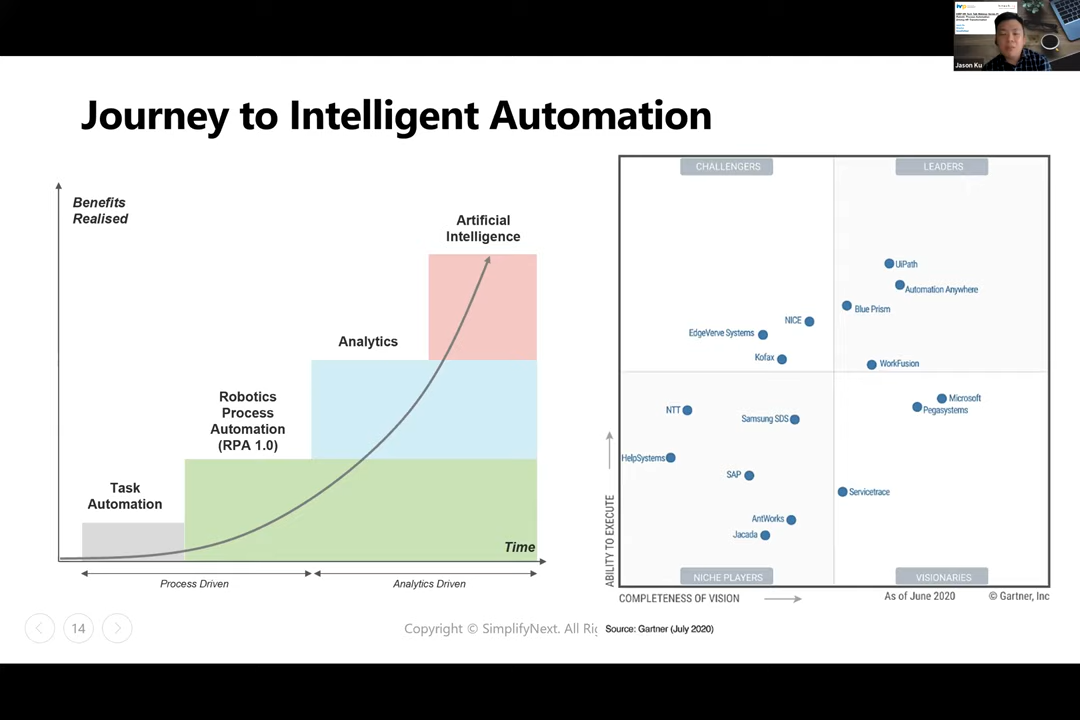 Jason Ku
Journey to Intelligent Automation
Benefits
Realised
Artificial
Intelligence
Analytics
Robotics
Process
Automation
(RPA 1.0)
Task
Automation
Time
Process Driven
Analytics Driven
CHALLENGERS
LEADERS
UiPath
Automation Anywhere
Blue Prism
NICE
EdgeVerve Systems
Kofax
WorkFusion
NTT
Samsung SDS
Microsoft
Pegasystems
HelpSystems
SAP
Servicetrace
AntWorks
Jacada
NICHE PLAYERS
VISIONARIES
ABILITY TO EXECUTE
COMPLETENESS OF VISION
As of June 2020
© Gartner, Inc
14
Copyright © SimplifyNext. All Rig
Source: Gartner (July 2020)